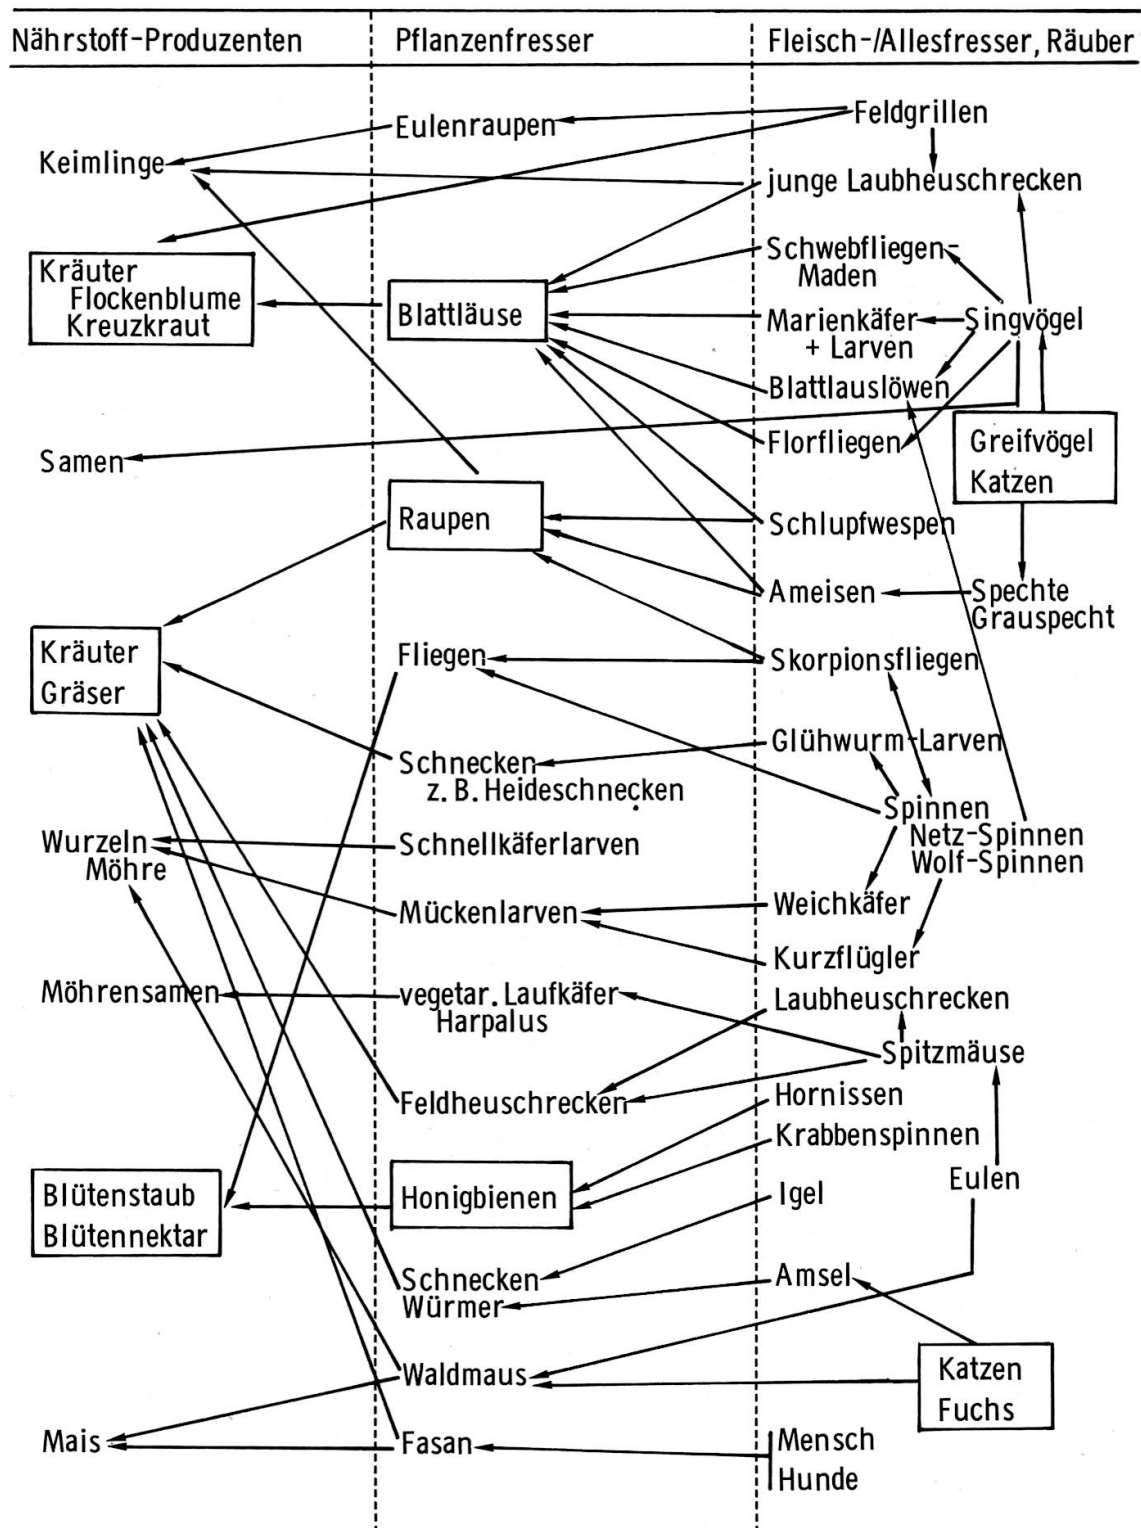 Nährstoff-Produzenten
Pflanzenfresser
Fleisch-/Allesfresser, Räuber
Keimlinge
Kräuter
Flockenblume
Kreuzkraut
Samen
Kräuter
Gräser
Wurzeln
Möhre
Möhrensamen
Blütenstaub
Blütennektar
Mais
Eulenraupen
Blattläuse
Raupen
Fliegen
Schnecken
z. B. Heideschnecken
Schnellkäferlarven
Mückenlarven
vegetar. Laufkäfer
Harpalus
Feldheuschrecken
Honigbienen
Schnecken
Würmer
Waldmaus
Fasan
Feldgrillen
junge Laubheuschrecken
Schwebfliegen-
Maden
Marienkäfer
+ Larven
Singvögel
Blattlauslöwen
Florfliegen
Greifvögel
Katzen
Schlupfwespen
Ameisen
Spechte
Grauspecht
Skorpionsfliegen
Glühwurm-Larven
Spinnen
Netz-Spinnen
Wolf-Spinnen
Weichkäfer
Kurzflügler
Laubheuschrecken
Spitzmäuse
Hornissen
Krabbenspinnen
Eulen
Igel
Amsel
Katzen
Fuchs
Mensch
Hunde